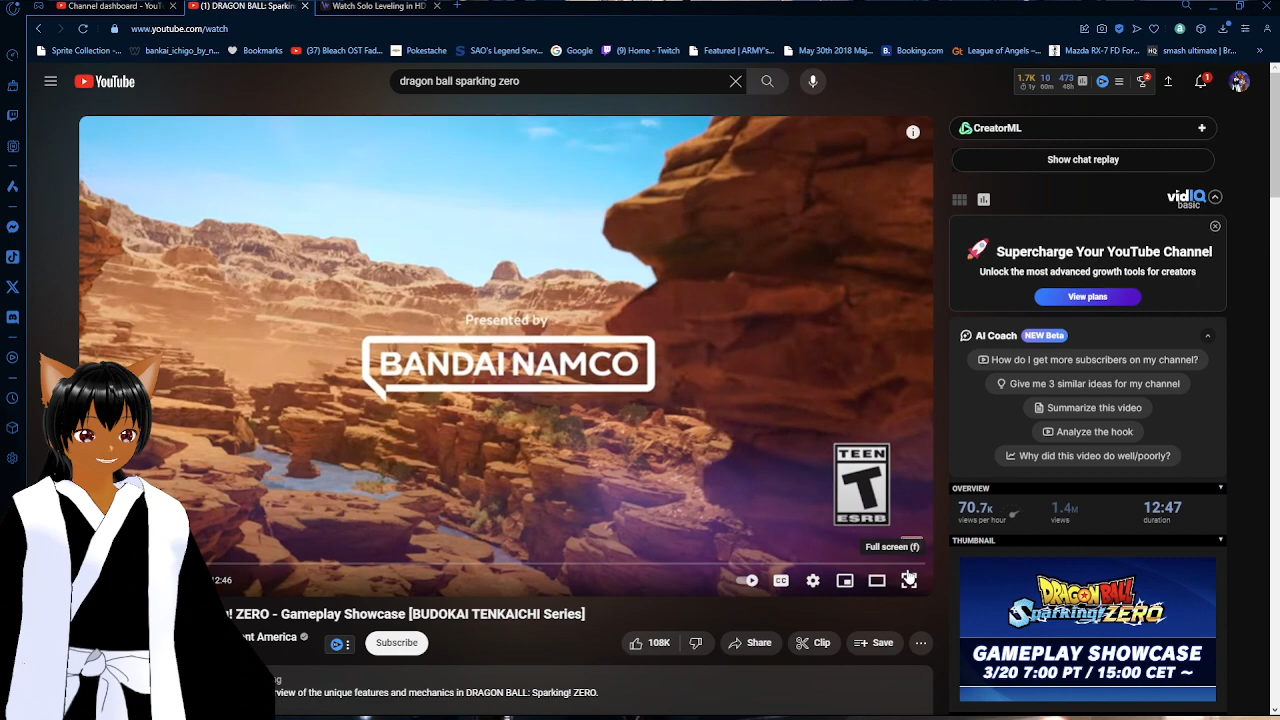 Channel dashboard - YouTu
(1) DRAGON BALL: Sparking
Watch Solo Leveling in HD
www.youtube.com/watch
Sprite Collection -...
bankai_ichigo_by_n...
Bookmarks
(37) Bleach OST Fad...
Pokestache
SAO's Legend Serv...
Google
(9) Home - Twitch
Featured | ARMY's...
May 30th 2018 Maj...
Booking.com
League of Angels –...
Mazda RX-7 FD For...
smash ultimate | Br...
YouTube
dragon ball sparking zero
1.7K 10 473
1y 60m 48h
2
1
CreatorML
Show chat replay
vidIQ
basic
Supercharge Your YouTube Channel
Unlock the most advanced growth tools for creators
View plans
AI Coach NEW Beta
How do I get more subscribers on my channel?
Give me 3 similar ideas for my channel
Summarize this video
Analyze the hook
Why did this video do well/poorly?
OVERVIEW
70.7K 1.4M 12:47
views per hour views duration
THUMBNAIL
DRAGON BALL
Sparking! ZERO
GAMEPLAY SHOWCASE
3/20 7:00 PT / 15:00 CET ~
Presented by
BANDAI NAMCO
TEEN
T
ESRB
Full screen (f)
12:46
CC
! ZERO - Gameplay Showcase [BUDOKAI TENKAICHI Series]
nt America
Subscribe
108K
Share
Clip
Save
ng
view of the unique features and mechanics in DRAGON BALL: Sparking! ZERO.